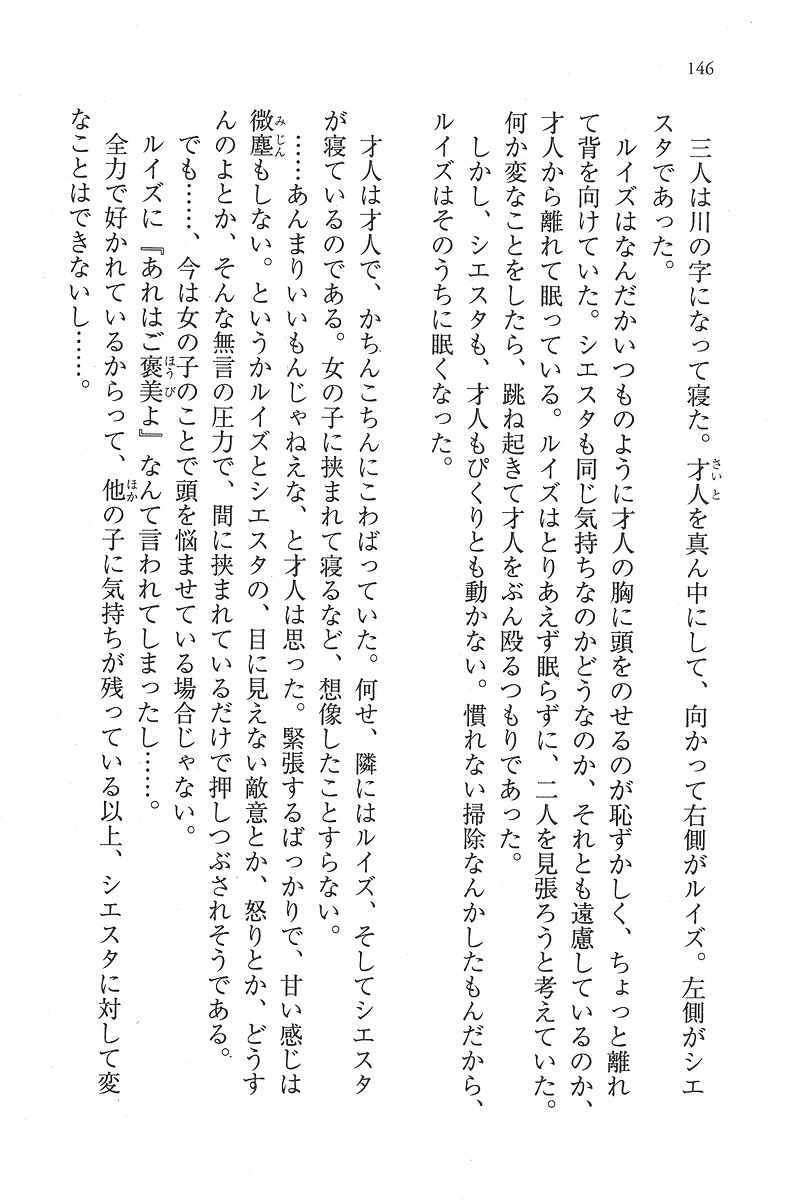 146
三人は川の字になって寝た。才人を真ん中にして、向かって右側がルイズ。左側がシエ
スタであった。
ルイズはなんだかいつものように才人の胸に頭をのせるのが恥ずかしく、ちょっと離れ
て背を向けていた。シエスタも同じ気持ちなのかどうなのか、それとも遠慮しているのか、
才人から離れて眠っている。ルイズはとりあえず眠らずに、二人を見張ろうと考えていた。
何か変なことをしたら、跳ね起きて才人をぶん殴るつもりであった。
しかし、シエスタも、才人もぴくりとも動かない。慣れない掃除なんかしたもんだから、
ルイズはそのうちに眠くなった。
才人は才人で、かちんこちんにこわばっていた。何せ、隣にはルイズ、そしてシエスタ
が寝ているのである。女の子に挟まれて寝るなど、想像したことすらない。
……あんまりいいもんじゃねえな、と才人は思った。緊張するばっかりで、甘い感じは
微塵もしない。というかルイズとシエスタの、目に見えない敵意とか、怒りとか、どうす
んのよとか、そんな無言の圧力で、間に挟まれているだけで押しつぶされそうである。
でも……、今は女の子のことで頭を悩ませている場合じゃない。
ルイズに『あれはご褒美よ』なんて言われてしまったし……。
全力で好かれているからって、他の子に気持ちが残っている以上、シエスタに対して変
なことはできないし……。